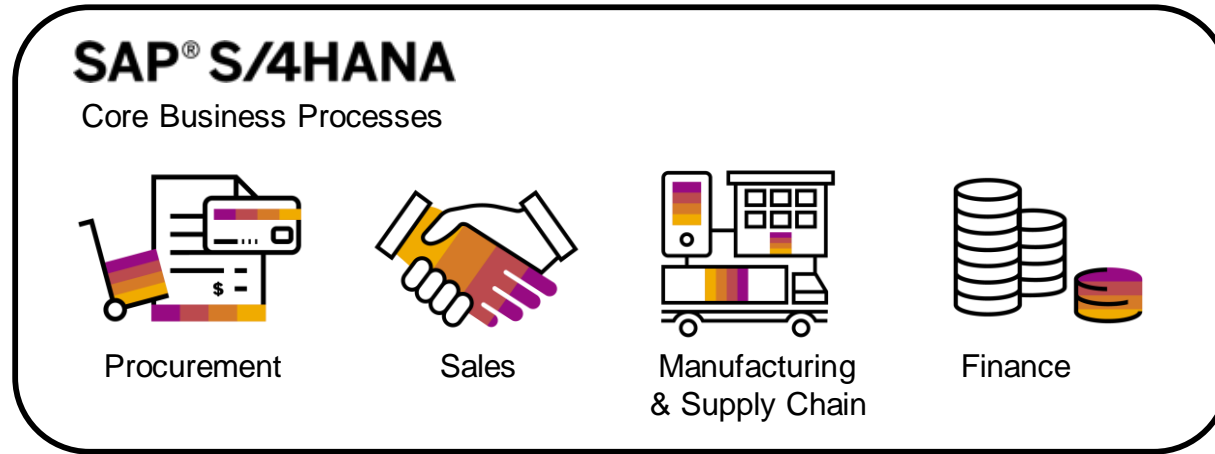 SAP® S/4HANA
Core Business Processes
$
Procurement
Sales
Manufacturing
& Supply Chain
Finance